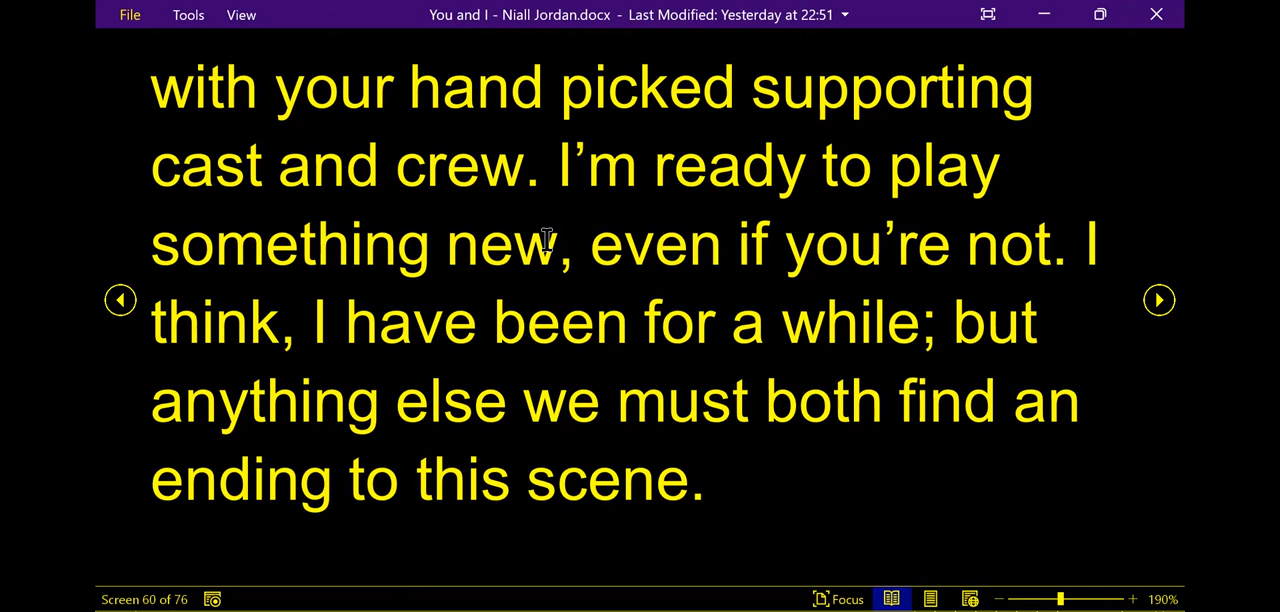 File Tools View You and I - Niall Jordan.docx - Last Modified: Yesterday at 22:51
with your hand picked supporting
cast and crew. I’m ready to play
something new, even if you’re not. I
think, I have been for a while; but
anything else we must both find an
ending to this scene.
Screen 60 of 76 Focus 190%